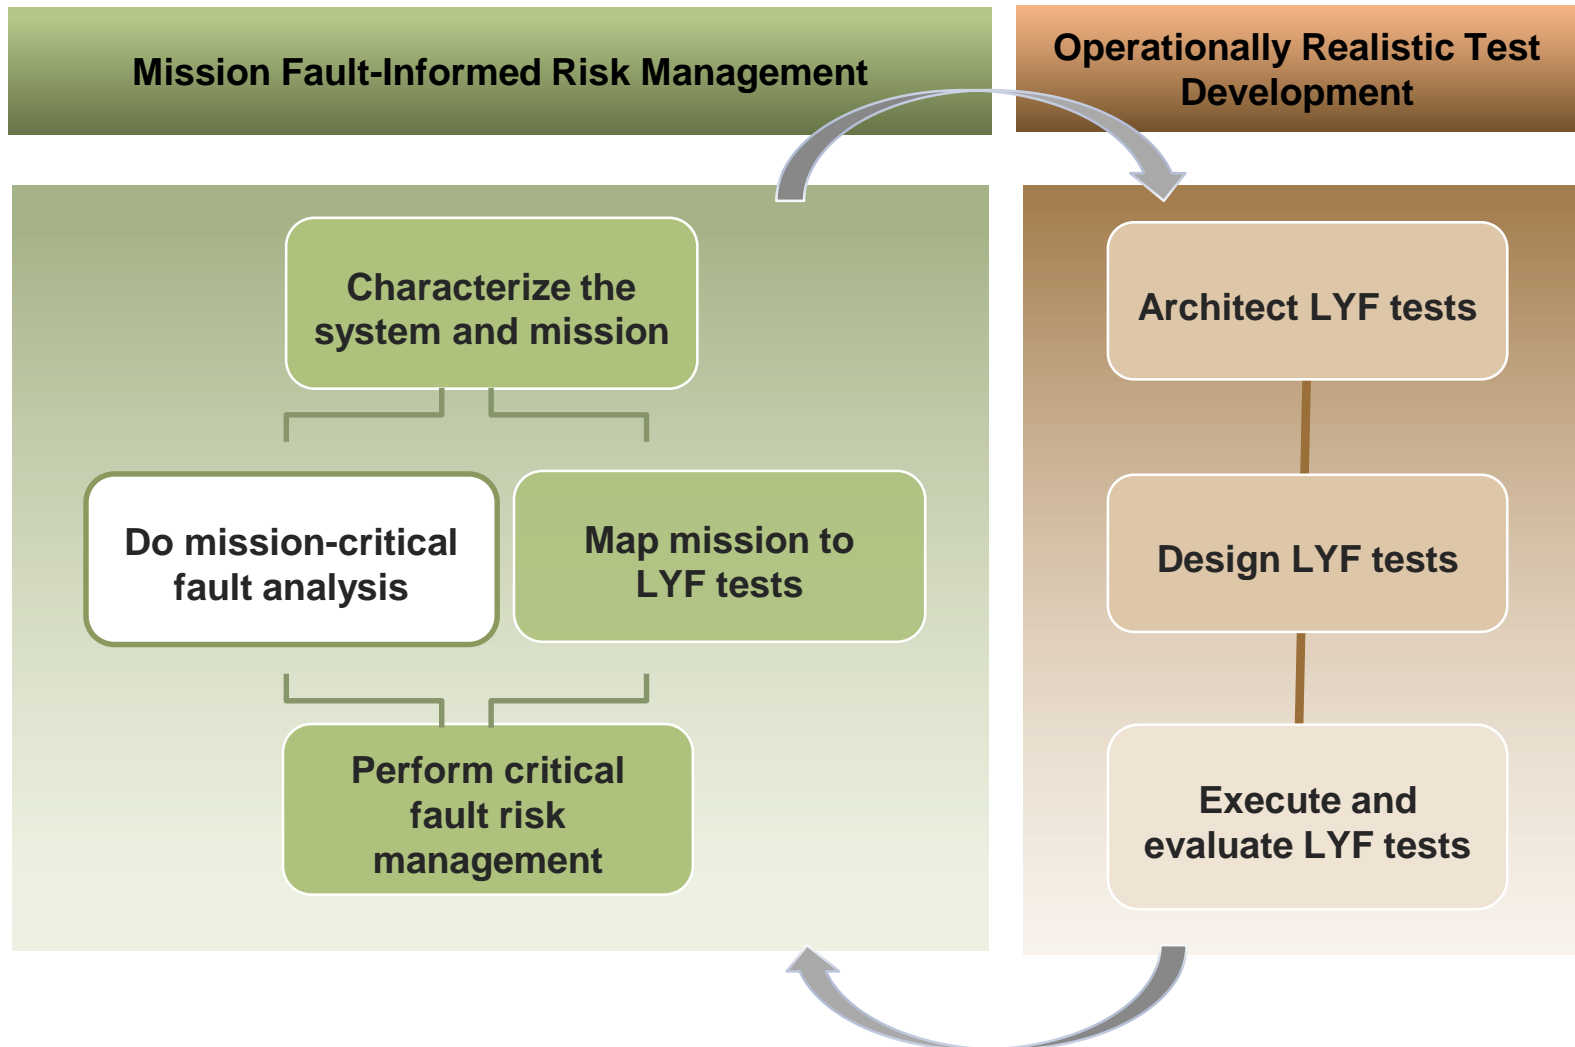 Mission Fault-Informed Risk Management
Operationally Realistic Test
Development
Characterize the
system and mission
Do mission-critical
fault analysis
Map mission to
LYF tests
Perform critical
fault risk
management
Architect LYF tests
Design LYF tests
Execute and
evaluate LYF tests